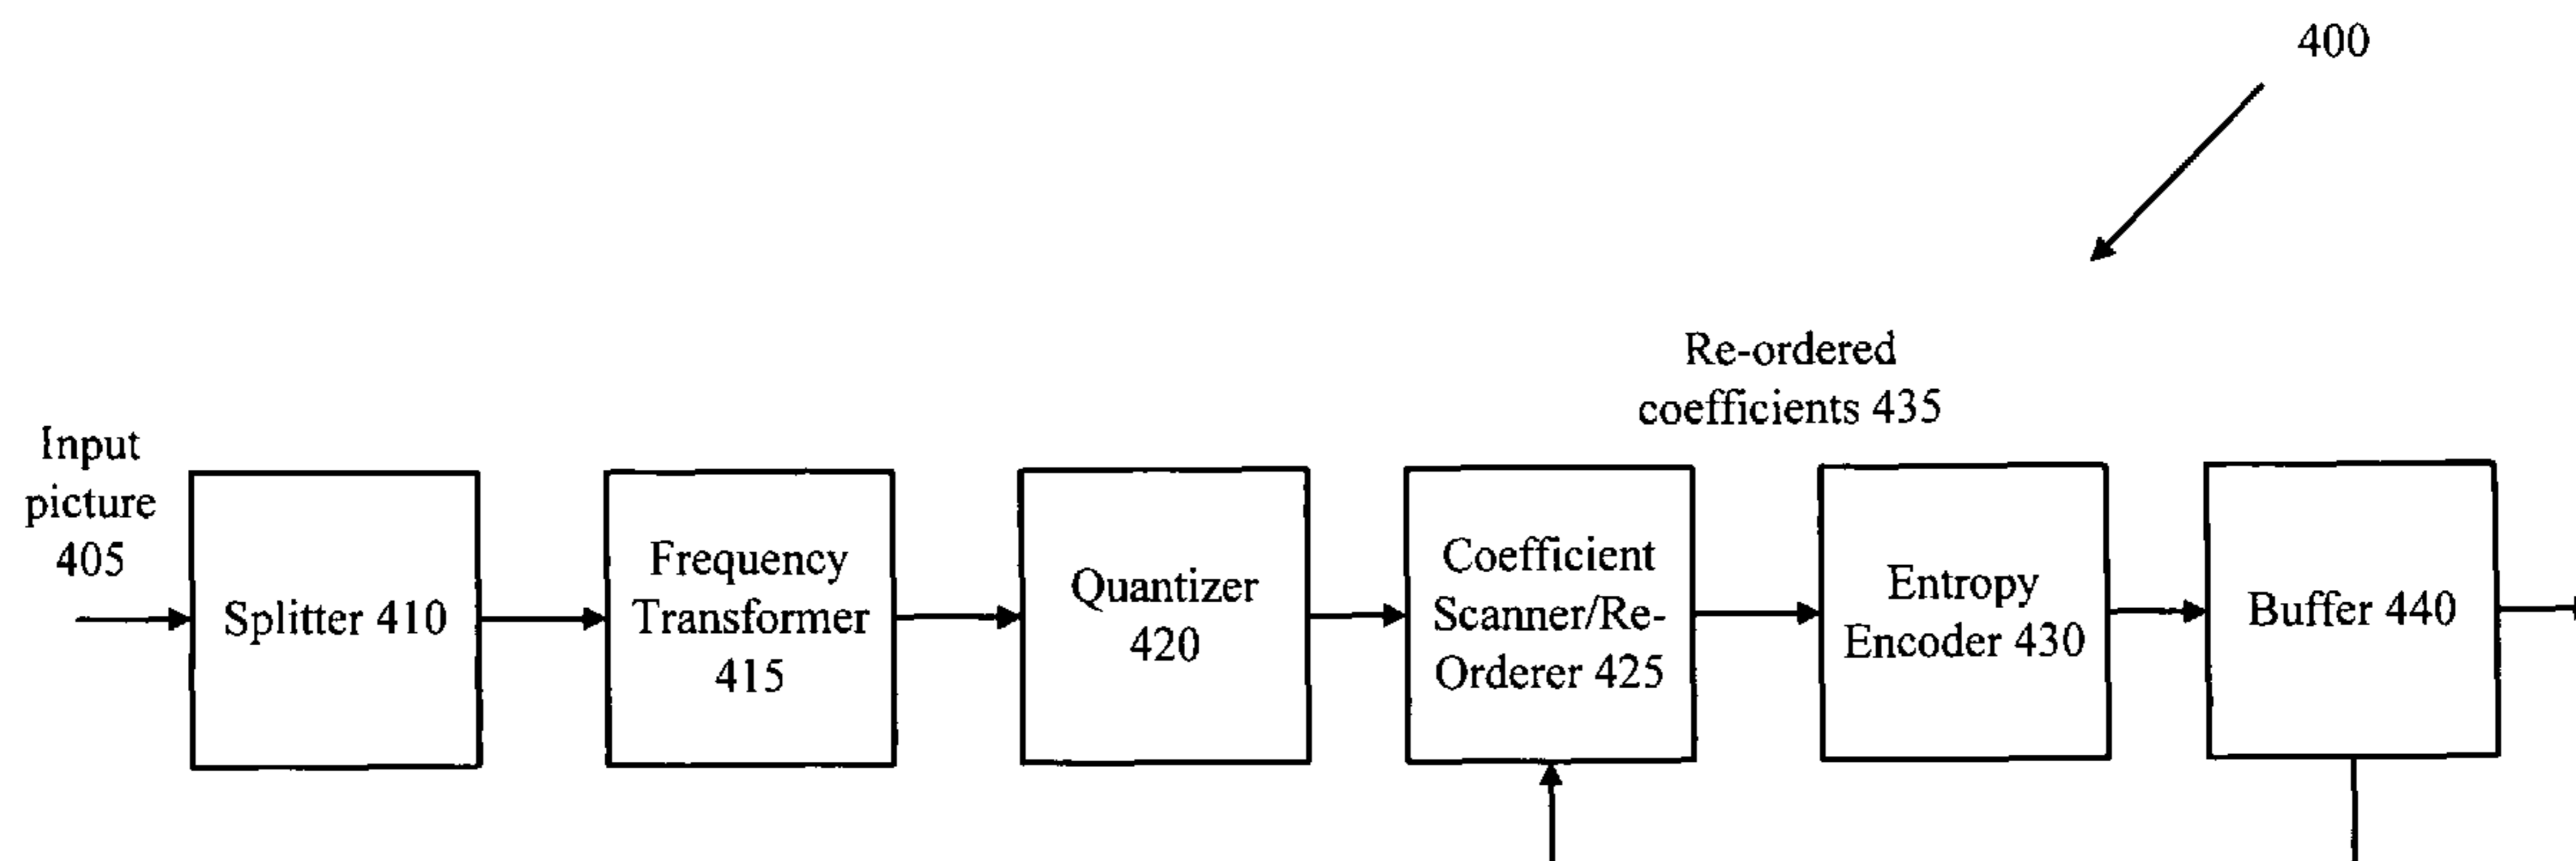 400
Re-ordered
coefficients 435
Input
picture
405
Splitter 410
Frequency
Transformer
415
Quantizer
420
Coefficient
Scanner/Re-
Orderer 425
Entropy
Encoder 430
Buffer 440